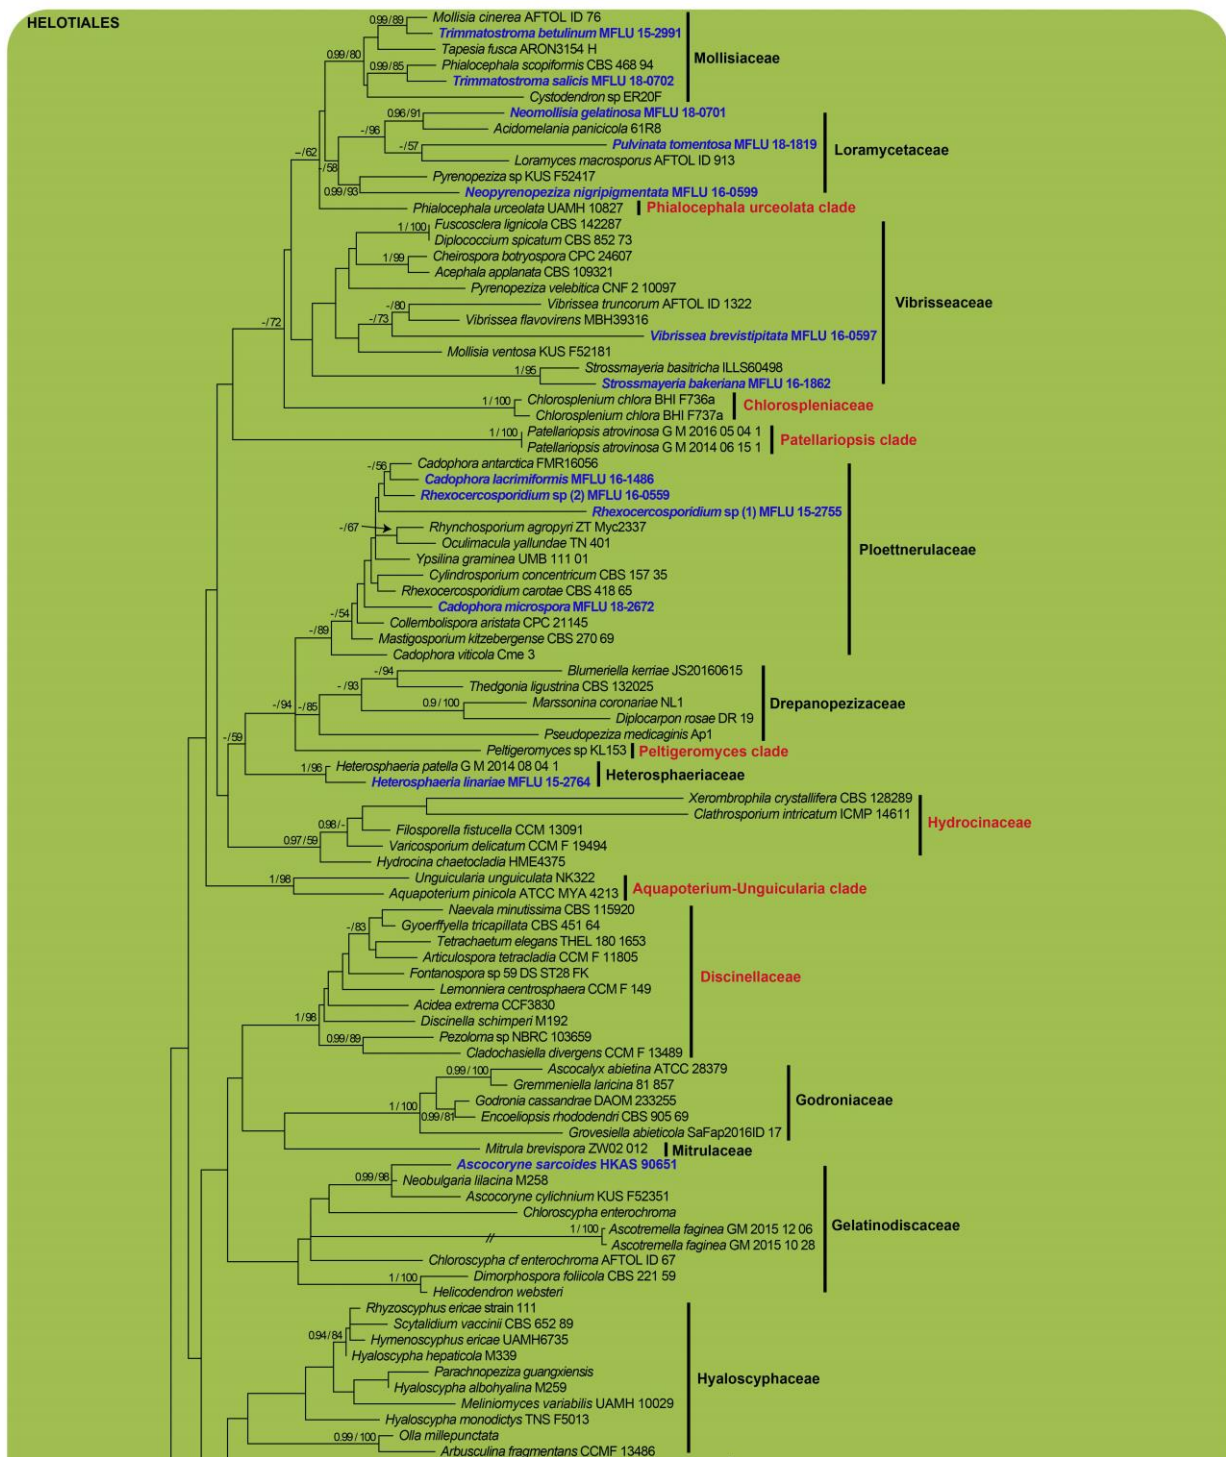 HELOTIALES
0.99/89
Mollisia cinerea AFTOL ID 76
Trimmatostroma betulinum MFLU 15-2991
0.99/80
Tapesia fusca ARON3154 H
Mollisiaceae
0.99/85
Phialocephala scopiformis CBS 468 94
Trimmatostroma salicis MFLU 18-0702
Cystodendron sp ER20F
0.96/91
Neomollisia gelatinosa MFLU 18-0701
-/96
Acidomelania panicicola 61R8
-/57
Pulvinata tomentosa MFLU 18-1819
Loramycetaceae
-/62
Loramyces macrosporus AFTOL ID 913
-/58
Pyrenopeziza sp KUS F52417
0.99/93
Neopyrenopeziza nigripigmentata MFLU 16-0599
Phialocephala urceolata UAMH 10827
Phialocephala urceolata clade
1/100
Fuscosclera lignicola CBS 142287
Diplococcium spicatum CBS 852 73
1/99
Cheirospora botryospora CPC 24607
Acephala applanata CBS 109321
Pyrenopeziza velebitica CNF 2 10097
-/80
Vibrissea truncorum AFTOL ID 1322
Vibrisseaceae
-/72
-/73
Vibrissea flavovirens MBH39316
Vibrissea brevistipitata MFLU 16-0597
Mollisia ventosa KUS F52181
1/95
Strossmayeria basitricha ILLS60498
Strossmayeria bakeriana MFLU 16-1862
1/100
Chlorosplenium chlora BHI F736a
Chlorospleniaceae
Chlorosplenium chlora BHI F737a
1/100
Patellariopsis atrovinosa G M 2016 05 04 1
Patellariopsis clade
Patellariopsis atrovinosa G M 2014 06 15 1
-/56
Cadophora antarctica FMR16056
Cadophora lacrimiformis MFLU 16-1486
Rhexocercosporidium sp (2) MFLU 16-0559
Rhexocercosporidium sp (1) MFLU 15-2755
-/67
Rhynchosporium agropyri ZT Myc2337
Oculimacula yallundae TN 401
Ploettnerulaceae
Ypsilina graminea UMB 111 01
Cylindrosporium concentricum CBS 157 35
Rhexocercosporidium carotae CBS 418 65
Cadophora microspora MFLU 18-2672
-/54
Collembolispora aristata CPC 21145
-/89
Mastigosporium kitzebergense CBS 270 69
Cadophora viticola Cme 3
-/94
Blumeriella kerriae JS20160615
-/93
Thedgonia ligustrina CBS 132025
0.9/100
Marssonina coronariae NL1
Drepanopezizaceae
-/94
-/85
Diplocarpon rosae DR 19
Pseudopeziza medicaginis Ap1
-/59
Peltigeromyces sp KL153
Peltigeromyces clade
1/96
Heterosphaeria patella G M 2014 08 04 1
Heterosphaeriaceae
Heterosphaeria linariae MFLU 15-2764
Xerombrophila crystallifera CBS 128289
Clathrosporium intricatum ICMP 14611
Hydrocinaceae
0.98/-
Filosporella fistucella CCM 13091
0.97/59
Varicosporium delicatum CCM F 19494
Hydrocina chaetocladia HME4375
1/98
Unguicularia unguiculata NK322
Aquapoterium-Unguicularia clade
Aquapoterium pinicola ATCC MYA 4213
Naevala minutissima CBS 115920
-/83
Gyoerffyella tricapillata CBS 451 64
Tetrachaetum elegans THEL 180 1653
Articulospora tetracladia CCM F 11805
Fontanospora sp 59 DS ST28 FK
Discinellaceae
Lemonniera centrosphaera CCM F 149
Acidea extrema CCF3830
1/98
Discinella schimperi M192
0.99/89
Pezoloma sp NBRC 103659
Cladochasiella divergens CCM F 13489
0.99/100
Ascocalyx abietina ATCC 28379
Gremmeniella laricina 81 857
1/100
Godronia cassandrae DAOM 233255
Godroniaceae
0.99/81
Encoeliopsis rhododendri CBS 905 69
Grovesiella abieticola SaFap2016ID 17
Mitrula brevispora ZW02 012
Mitrulaceae
Ascocoryne sarcoides HKAS 90651
0.99/98
Neobulgaria lilacina M258
Ascocoryne cylichnium KUS F52351
Chloroscypha enterochroma
Gelatinodiscaceae
1/100
Ascotremella faginea GM 2015 12 06
//
Ascotremella faginea GM 2015 10 28
Chloroscypha cf enterochroma AFTOL ID 67
1/100
Dimorphospora foliicola CBS 221 59
Helicodendron websteri
Rhyzoscyphus ericae strain 111
Scytalidium vaccinii CBS 652 89
0.94/84
Hymenoscyphus ericae UAMH6735
Hyaloscypha hepaticola M339
Parachnopeziza guangxiensis
Hyaloscyphaceae
Hyaloscypha albohyalina M259
Meliniomyces variabilis UAMH 10029
Hyaloscypha monodictys TNS F5013
0.99/100
Olla millepunctata
Arbusculina fragmentans CCMF 13486